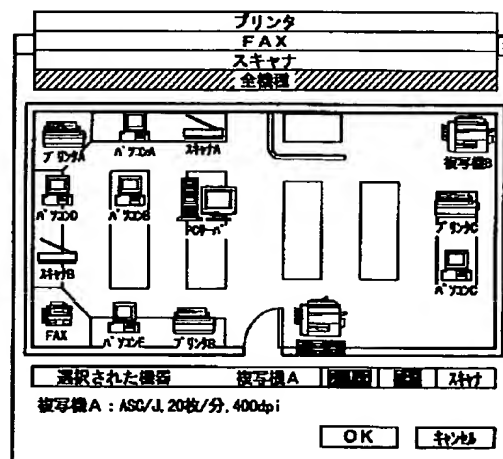 プリンタ
FAX
スキャナ
全機種
プリンタA
パソコンA
スキャナA
複写機B
パソコンD
パソコンB
PCサーバ
プリンタC
スキャナB
パソコンC
FAX
パソコンE
プリンタB
選択された機器 複写機A スキャナ
複写機A：ASC/J, 20枚/分, 400dpi
OK キャンセル